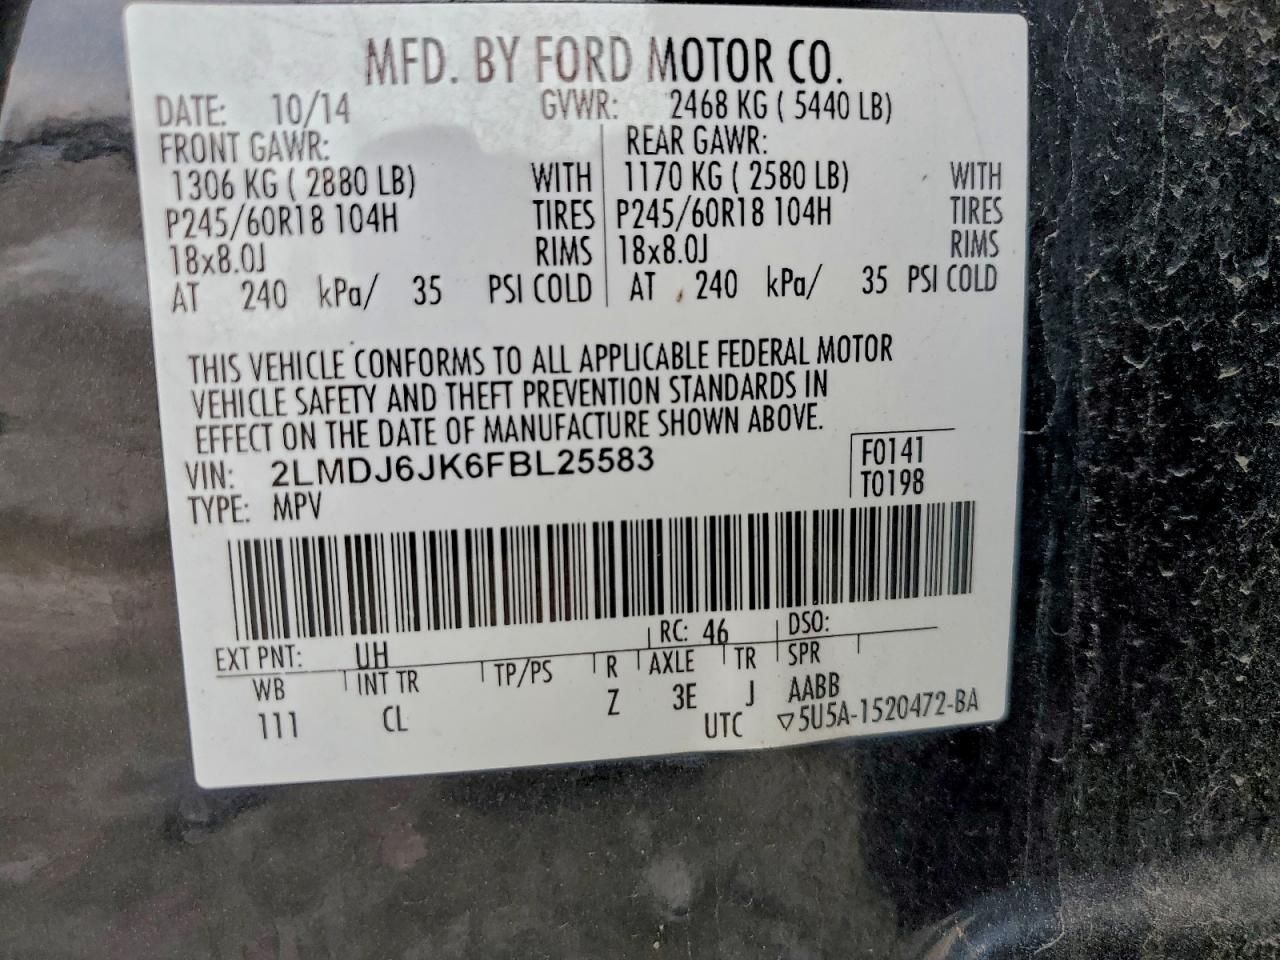 MFD. BY FORD MOTOR CO.
DATE: 10/14 GVWR: 2468 KG ( 5440 LB)
FRONT GAWR: REAR GAWR:
1306 KG ( 2880 LB) WITH 1170 KG ( 2580 LB) WITH
P245/60R18 104H TIRES P245/60R18 104H TIRES
18x8.0J RIMS 18x8.0J RIMS
AT 240 kPa/ 35 PSI COLD AT 240 kPa/ 35 PSI COLD
THIS VEHICLE CONFORMS TO ALL APPLICABLE FEDERAL MOTOR
VEHICLE SAFETY AND THEFT PREVENTION STANDARDS IN
EFFECT ON THE DATE OF MANUFACTURE SHOWN ABOVE.
VIN: 2LMDJ6JK6FBL25583 F0141
TYPE: MPV T0198
EXT PNT: UH RC: 46 DSO:
WB INT TR TP/PS R AXLE TR SPR
111 CL Z 3E J AABB
UTC ▽5U5A-1520472-BA